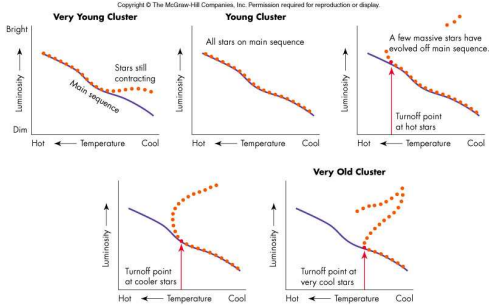 Copyright © The McGraw-Hill Companies, Inc. Permission required for reproduction or display.
Very Young Cluster
Bright
Luminosity
Dim
Stars still
contracting
Main sequence
Hot
Temperature
Cool
Young Cluster
All stars on main sequence
Luminosity
Hot
Temperature
Cool
A few massive stars have
evolved off main sequence.
Luminosity
Turnoff point
at hot stars
Hot
Temperature
Cool
Luminosity
Turnoff point
at cooler stars
Hot
Temperature
Cool
Very Old Cluster
Luminosity
Turnoff point at
very cool stars
Hot
Temperature
Cool